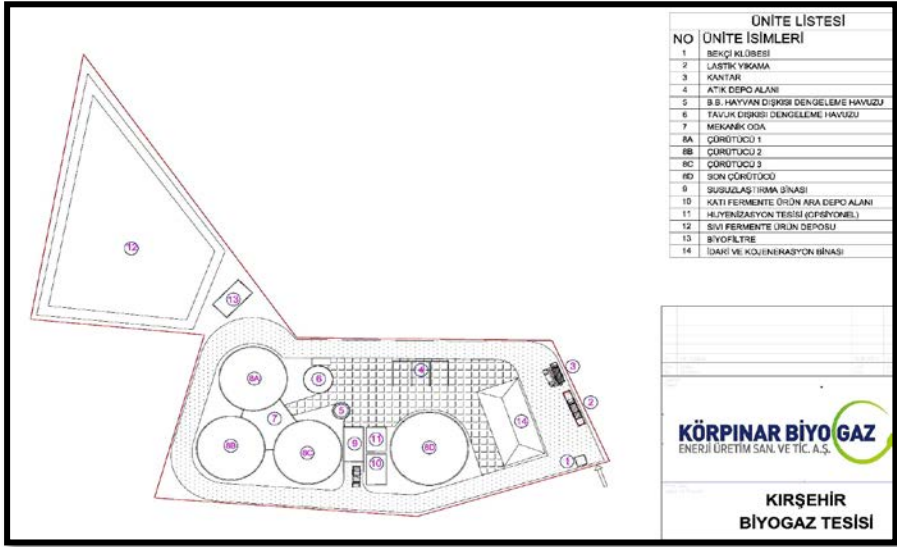 ÜNİTE LİSTESİ
NO ÜNİTE İSİMLERİ
1 BEKÇİ KLÜBESİ
2 LASTİK YIKAMA
3 KANTAR
4 ATIK DEPO ALANI
5 B.B. HAYVAN DIŞKISI DENGELEME HAVUZU
6 TAVUK DIŞKISI DENGELEME HAVUZU
7 MEKANİK ODA
8A ÇÜRÜTÜCÜ 1
8B ÇÜRÜTÜCÜ 2
8C ÇÜRÜTÜCÜ 3
8D SON ÇÜRÜTÜCÜ
9 SUSUZLAŞTIRMA BİNASI
10 KATI FERMENTE ÜRÜN ARA DEPO ALANI
11 HIJYENİZASYON TESİSİ (OPSİYONEL)
12 SIVI FERMENTE ÜRÜN DEPOSU
13 BİYOFİLTRE
14 İDARİ VE KOJENERASYON BİNASI
12
13
8A
6
4
3
2
5
7
14
8B
8C
9
11
8D
10
1
KÖRPINAR BİYOGAZ
ENERJİ ÜRETİM SAN. VE TİC. A.Ş.
KIRŞEHİR
BİYOGAZ TESİSİ